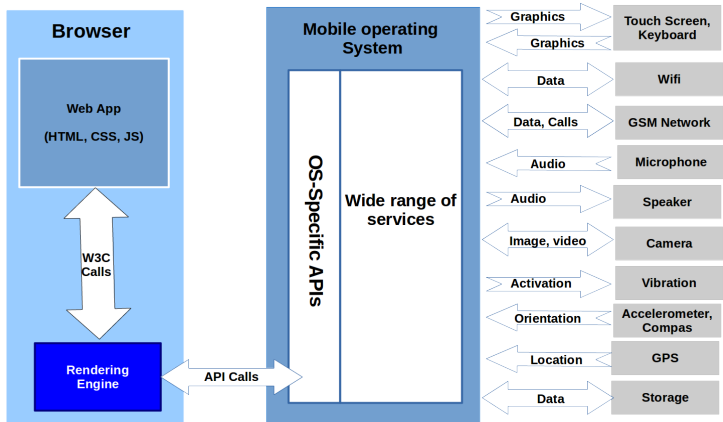 Browser
Web App
(HTML, CSS, JS)
W3C
Calls
Rendering
Engine
API Calls
Mobile operating
System
OS-Specific APIs
Wide range of
services
Graphics
Graphics
Touch Screen,
Keyboard
Data
Wifi
Data, Calls
GSM Network
Audio
Microphone
Audio
Speaker
Image, video
Camera
Activation
Vibration
Orientation
Accelerometer,
Compas
Location
GPS
Data
Storage